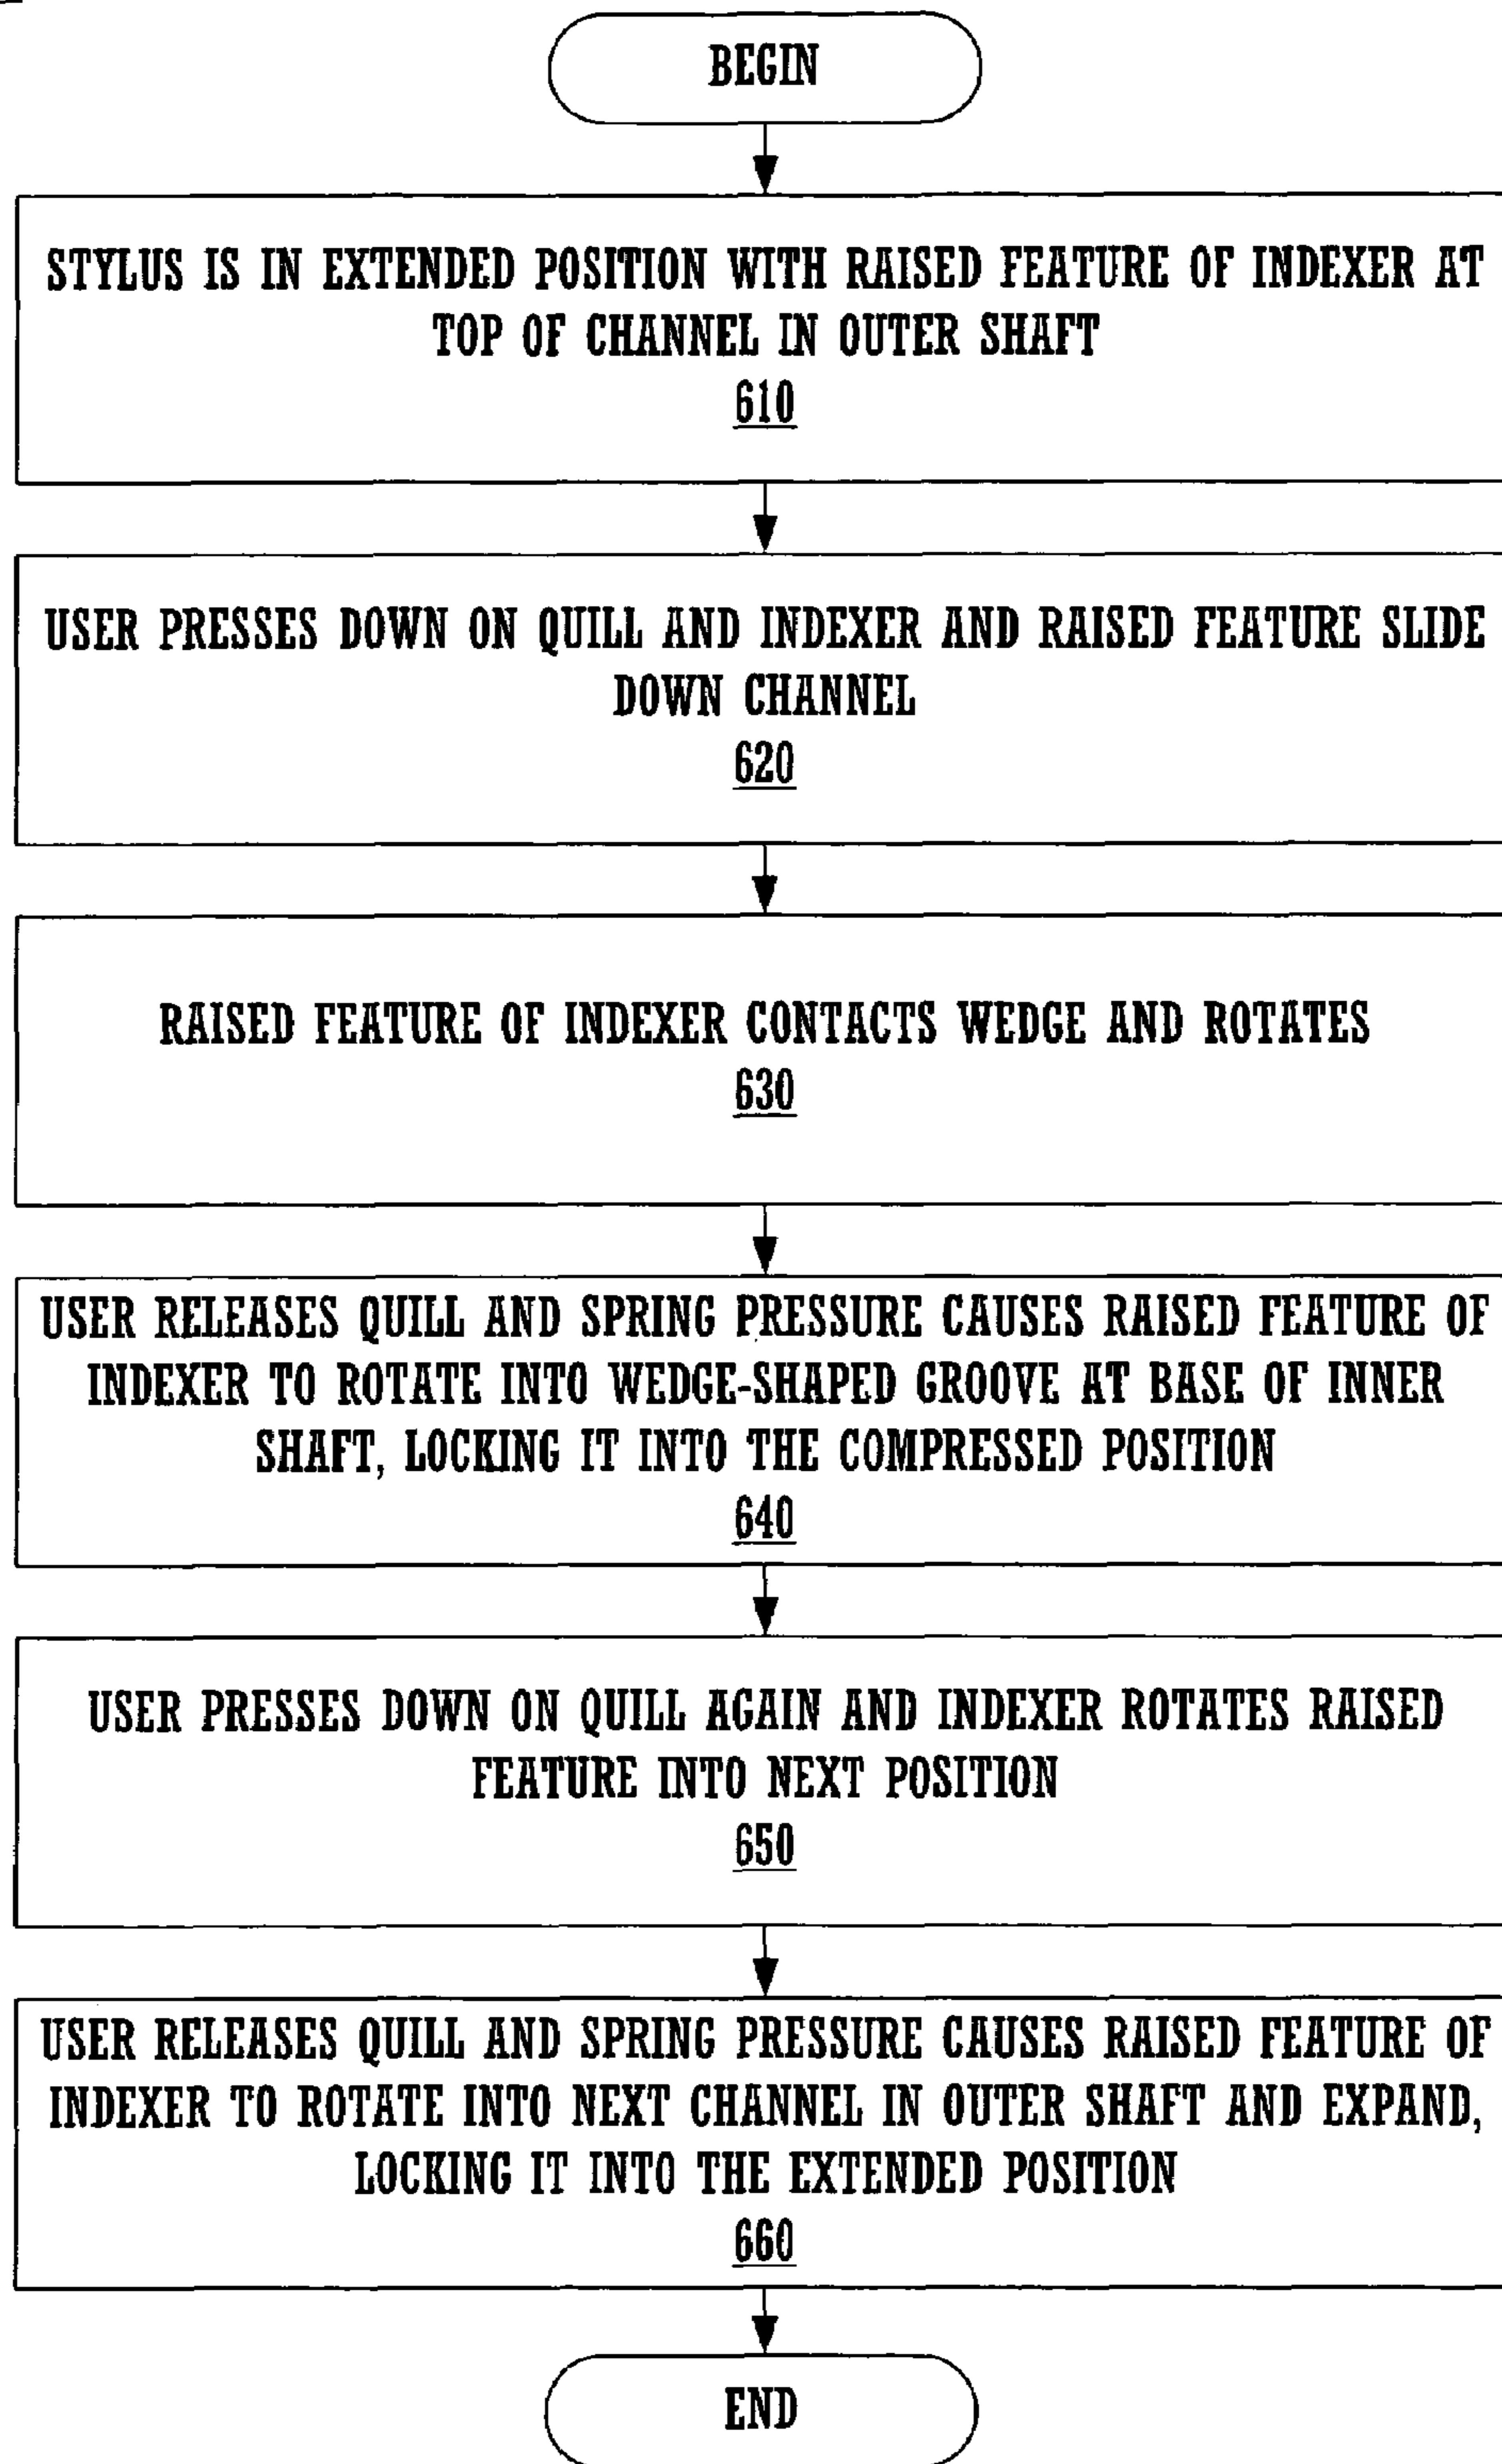 BEGIN
STYLUS IS IN EXTENDED POSITION WITH RAISED FEATURE OF INDEXER AT
TOP OF CHANNEL IN OUTER SHAFT
610
USER PRESSES DOWN ON QUILL AND INDEXER AND RAISED FEATURE SLIDE
DOWN CHANNEL
620
RAISED FEATURE OF INDEXER CONTACTS WEDGE AND ROTATES
630
USER RELEASES QUILL AND SPRING PRESSURE CAUSES RAISED FEATURE OF
INDEXER TO ROTATE INTO WEDGE-SHAPED GROOVE AT BASE OF INNER
SHAFT, LOCKING IT INTO THE COMPRESSED POSITION
640
USER PRESSES DOWN ON QUILL AGAIN AND INDEXER ROTATES RAISED
FEATURE INTO NEXT POSITION
650
USER RELEASES QUILL AND SPRING PRESSURE CAUSES RAISED FEATURE OF
INDEXER TO ROTATE INTO NEXT CHANNEL IN OUTER SHAFT AND EXPAND,
LOCKING IT INTO THE EXTENDED POSITION
660
END